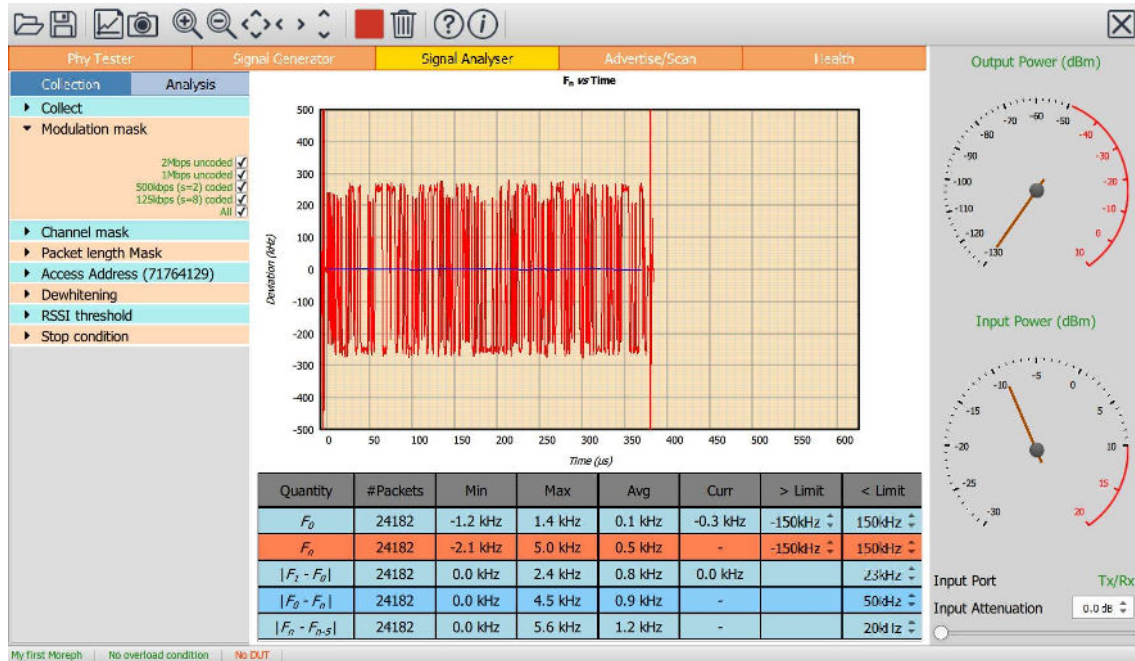 Phy Tester Signal Generator Signal Analyser Advertise/Scan Health
Collection Analysis
Collect
Modulation mask
2Mbps uncoded
1Mbps uncoded
500kbps (s=2) coded
125kbps (s=8) coded
All
Channel mask
Packet length Mask
Access Address (71764129)
Dewhitening
RSSI threshold
Stop condition
Fn vs Time
Deviation (kHz)
500
400
300
200
100
0
-100
-200
-300
-400
-500
0 50 100 150 200 250 300 350 400 450 500 550 600
Time (µs)
Quantity #Packets Min Max Avg Curr > Limit < Limit
F0 24182 -1.2 kHz 1.4 kHz 0.1 kHz -0.3 kHz -150kHz 150kHz
Fn 24182 -2.1 kHz 5.0 kHz 0.5 kHz - -150kHz 150kHz
|F1 - F0| 24182 0.0 kHz 2.4 kHz 0.8 kHz 0.0 kHz 23kHz
|F0 - Fn| 24182 0.0 kHz 4.5 kHz 0.9 kHz - 50kHz
|Fn - Fn-5| 24182 0.0 kHz 5.6 kHz 1.2 kHz - 20kHz
Output Power (dBm)
-130 -120 -110 -100 -90 -80 -70 -60 -50 -40 -30 -20 -10 0 10
Input Power (dBm)
-30 -25 -20 -15 -10 -5 0 5 10 15 20
Input Port Tx/Rx
Input Attenuation 0.0 dB
My first Moreph No overload condition No DUT